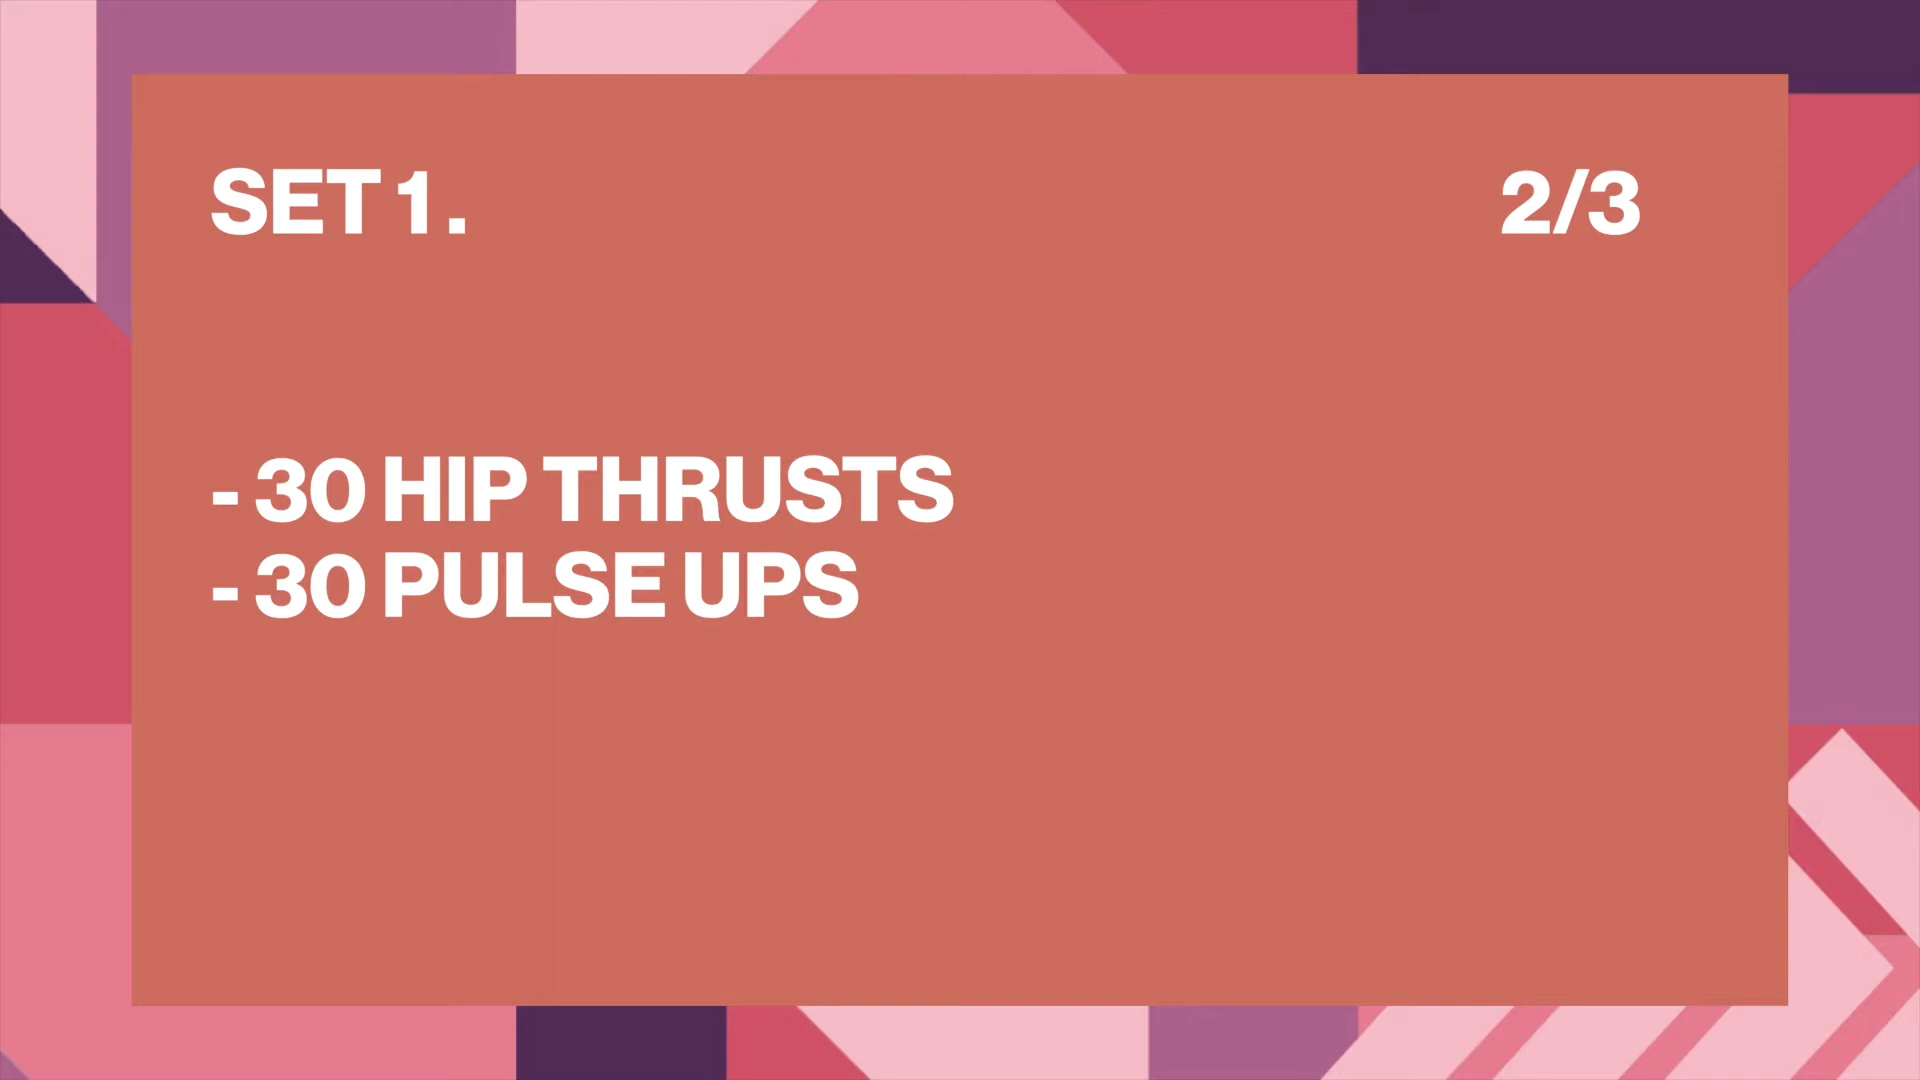 SET 1.
2/3
- 30 HIP THRUSTS
- 30 PULSE UPS